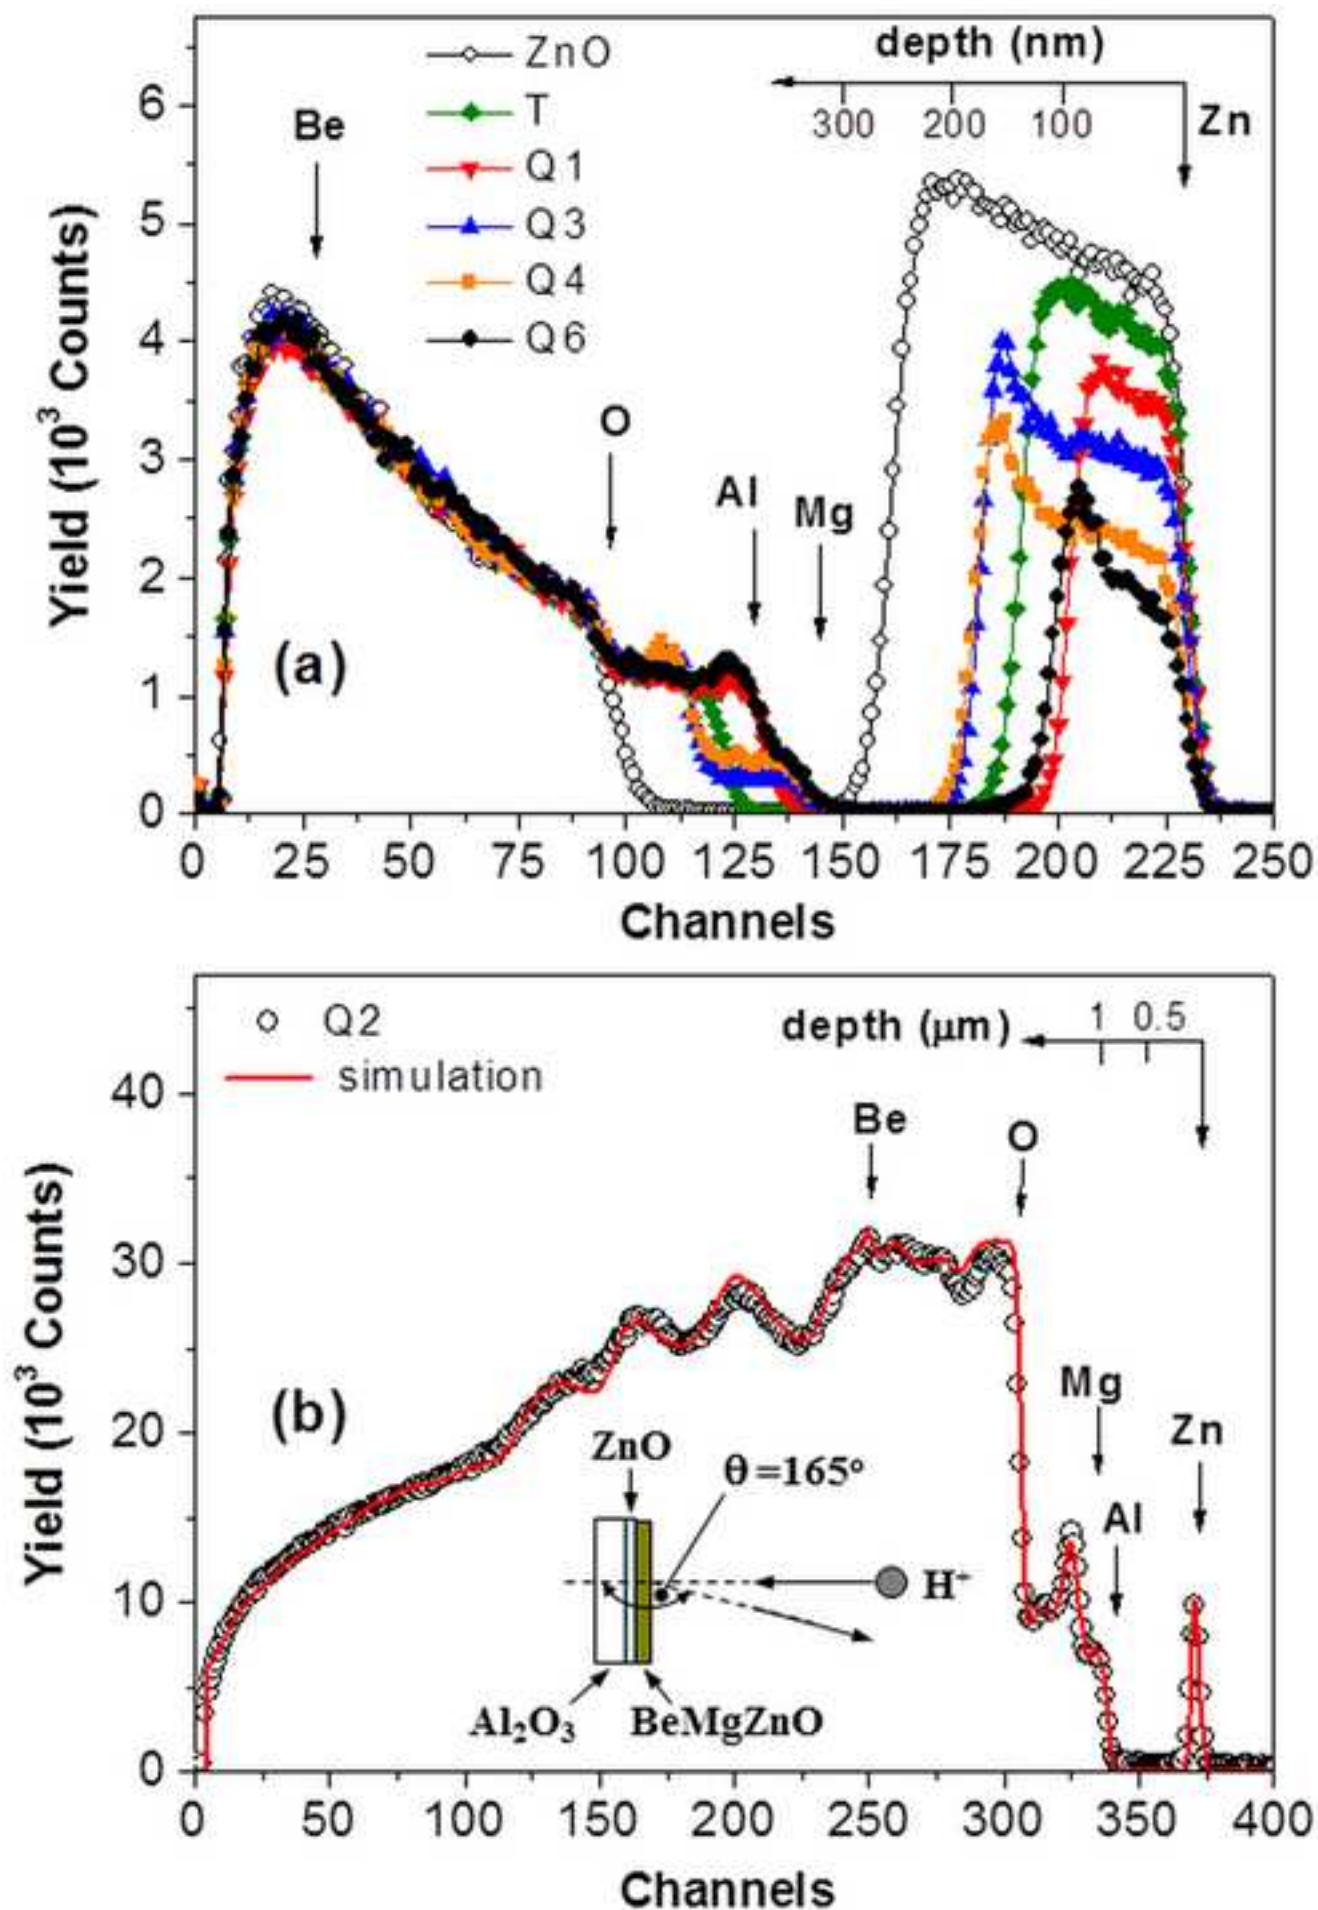 depth (nm)
300 200 100
Zn
ZnO
T
Q1
Q3
Q4
Q6
Be
O
Al
Mg
(a)
Yield (10³ Counts)
6
5
4
3
2
1
0
0 25 50 75 100 125 150 175 200 225 250
Channels
Q2
simulation
depth (μm)
1 0.5
Be
O
Mg
Al
Zn
(b)
ZnO
θ=165°
H⁺
Al₂O₃ BeMgZnO
Yield (10³ Counts)
40
30
20
10
0
0 50 100 150 200 250 300 350 400
Channels